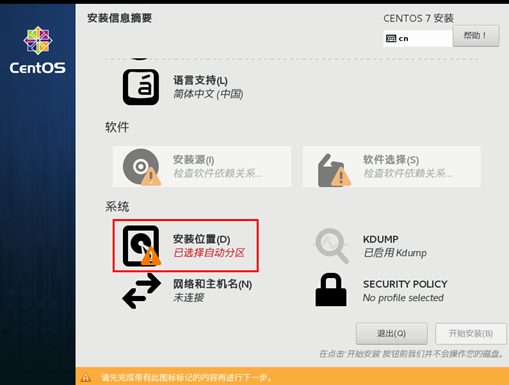 安装信息摘要
CENTOS 7 安装
cn
帮助！
CentOS
语言支持(L)
简体中文 (中国)
软件
安装源(I)
检查软件依赖关系...
软件选择(S)
检查软件依赖关系...
系统
安装位置(D)
已选择自动分区
KDUMP
已启用 Kdump
网络和主机名(N)
未连接
SECURITY POLICY
No profile selected
退出(Q)
开始安装(B)
在点击'开始安装'按钮前我们并不会操作您的磁盘。
请先完成带有此图标标记的内容再进行下一步。